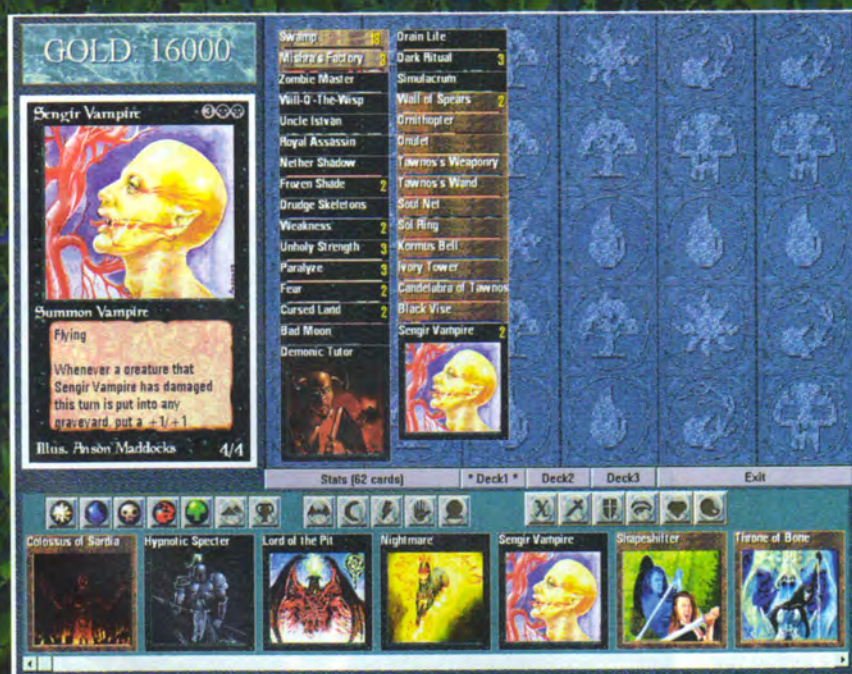 GOLD: 16000
Sengir Vampire 3
Summon Vampire
Flying
Whenever a creature that
Sengir Vampire has damaged
this turn is put into any
graveyard, put a +1/+1
Illus. Anson Maddocks 4/4
Swamp 18
Mishra's Factory 3
Zombie Master
Will-O'-The-Wisp
Uncle Istvan
Royal Assassin
Nether Shadow
Frozen Shade 2
Drudge Skeletons
Weakness 2
Unholy Strength 3
Paralyze 3
Fear 2
Cursed Land 2
Bad Moon
Demonic Tutor
Drain Life
Dark Ritual 3
Simulacrum
Wall of Spears 2
Ornithopter
Onulet
Tawnos's Weaponry
Tawnos's Wand
Soul Net
Sol Ring
Kormus Bell
Ivory Tower
Candelabra of Tawnos
Black Vise
Sengir Vampire 2
Stats (62 cards)
* Deck1 *
Deck2
Deck3
Exit
Colossus of Sardia
Hypnotic Specter
Lord of the Pit
Nightmare
Sengir Vampire
Shapeshifter
Throne of Bone